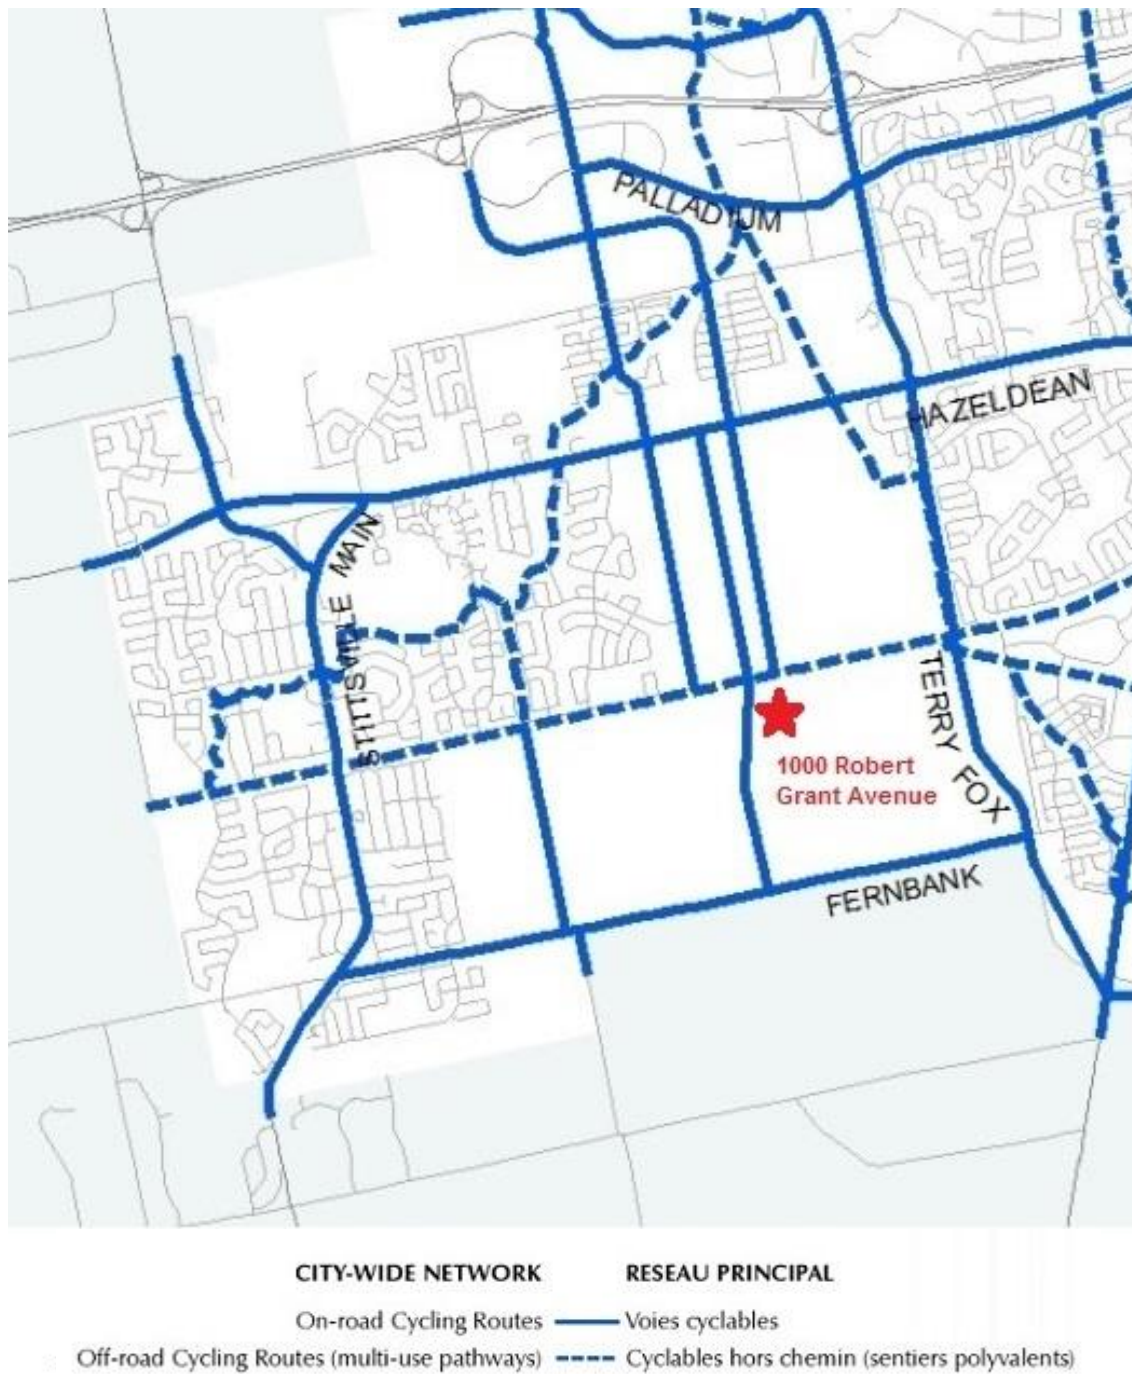 PALLADIUM
HAZELDEAN
STITTSVILLE MAIN
TERRY FOX
1000 Robert
Grant Avenue
FERNBANK
CITY-WIDE NETWORK RESEAU PRINCIPAL
On-road Cycling Routes Voies cyclables
Off-road Cycling Routes (multi-use pathways) Cyclables hors chemin (sentiers polyvalents)